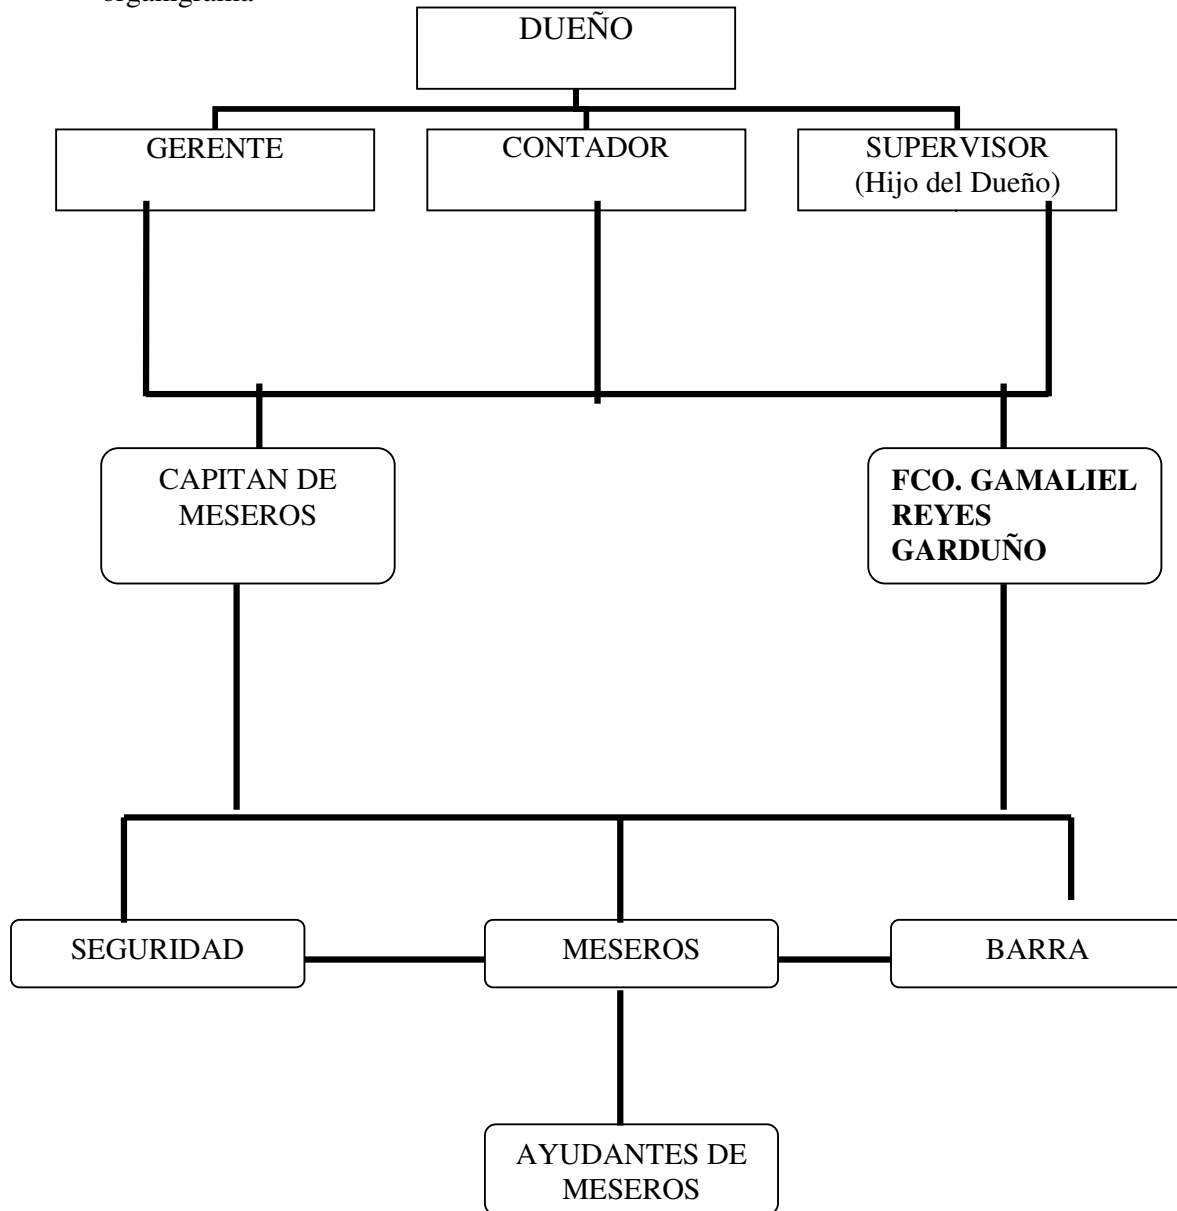 organigrama
DUEÑO
GERENTE
CONTADOR
SUPERVISOR
(Hijo del Dueño)
CAPITAN DE
MESEROS
FCO. GAMALIEL
REYES
GARDUÑO
SEGURIDAD
MESEROS
BARRA
AYUDANTES DE
MESEROS